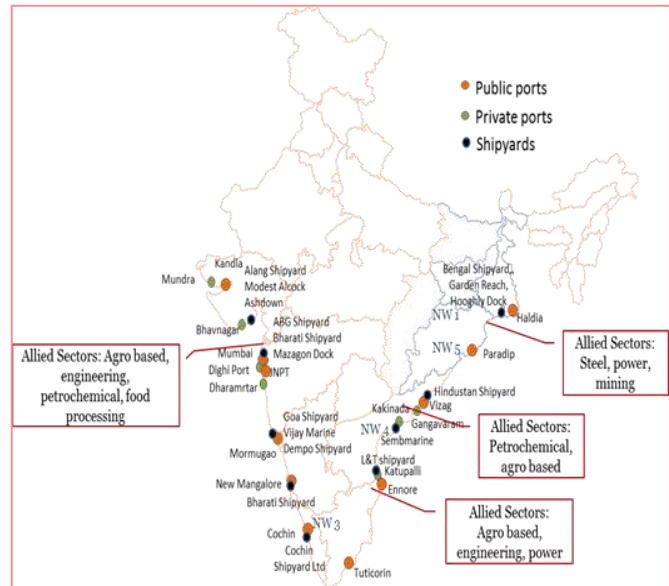 Public ports
Private ports
Shipyards
Kandla
Mundra
Alang Shipyard
Modest Alcock
Ashdown
Bhavnagar
ABG Shipyard
Bharati Shipyard
Mazagon Dock
Mumbai
Dighi Port
JNPT
Dharamrtar
Allied Sectors: Agro based,
engineering,
petrochemical, food
processing
Bengal Shipyard,
Garden Reach,
Hooghly Dock
NW 1
Haldia
NW 5
Paradip
Allied Sectors:
Steel, power,
mining
Hindustan Shipyard
Vizag
Kakinada
Gangavaram
NW 4
Sembmarine
Allied Sectors:
Petrochemical,
agro based
Goa Shipyard
Vijay Marine
Dempo Shipyard
Mormugao
L&T shipyard
Katupalli
Ennore
New Mangalore
Bharati Shipyard
Allied Sectors:
Agro based,
engineering, power
Cochin
NW 3
Cochin
Shipyard Ltd
Tuticorin